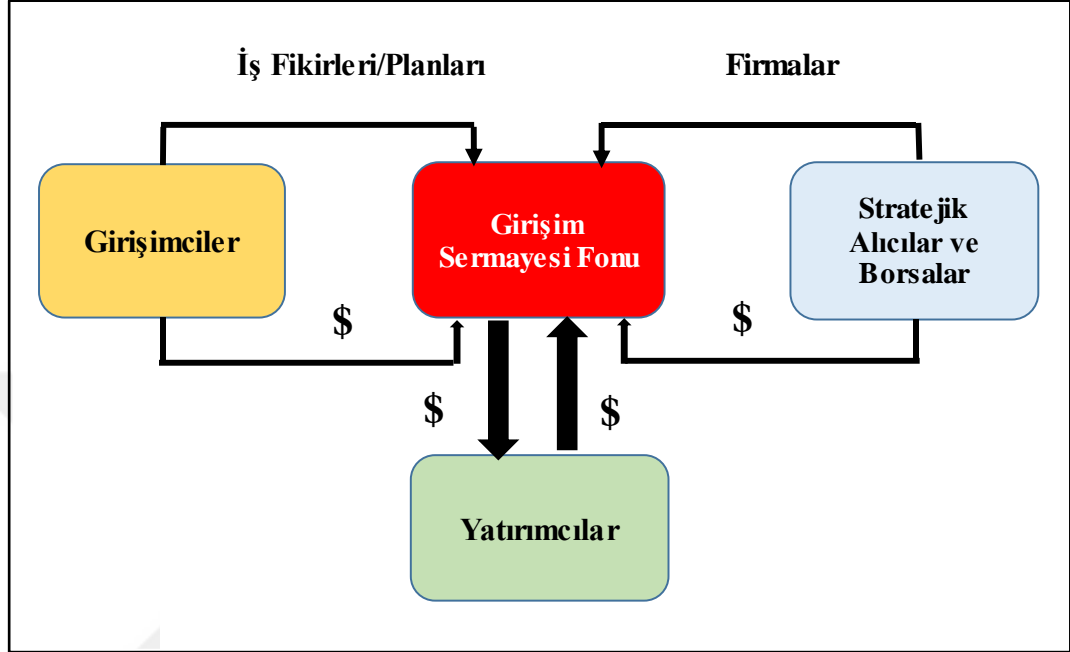 İş Fikirleri/Planları
Firmalar
Girişimciler
Girişim
Sermayesi Fonu
Stratejik
Alıcılar ve
Borsalar
$
$
$
$
Yatırımcılar